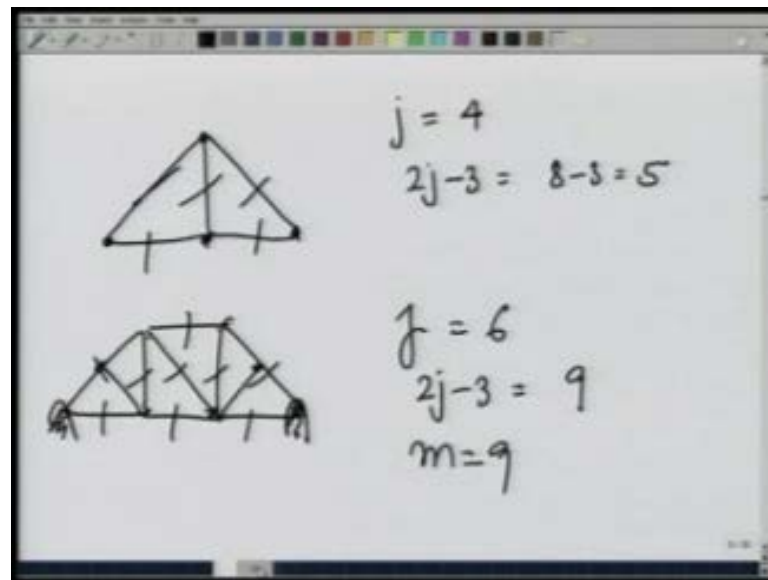 j = 4
2j-3 = 8-3 = 5
j = 6
2j-3 = 9
m=9